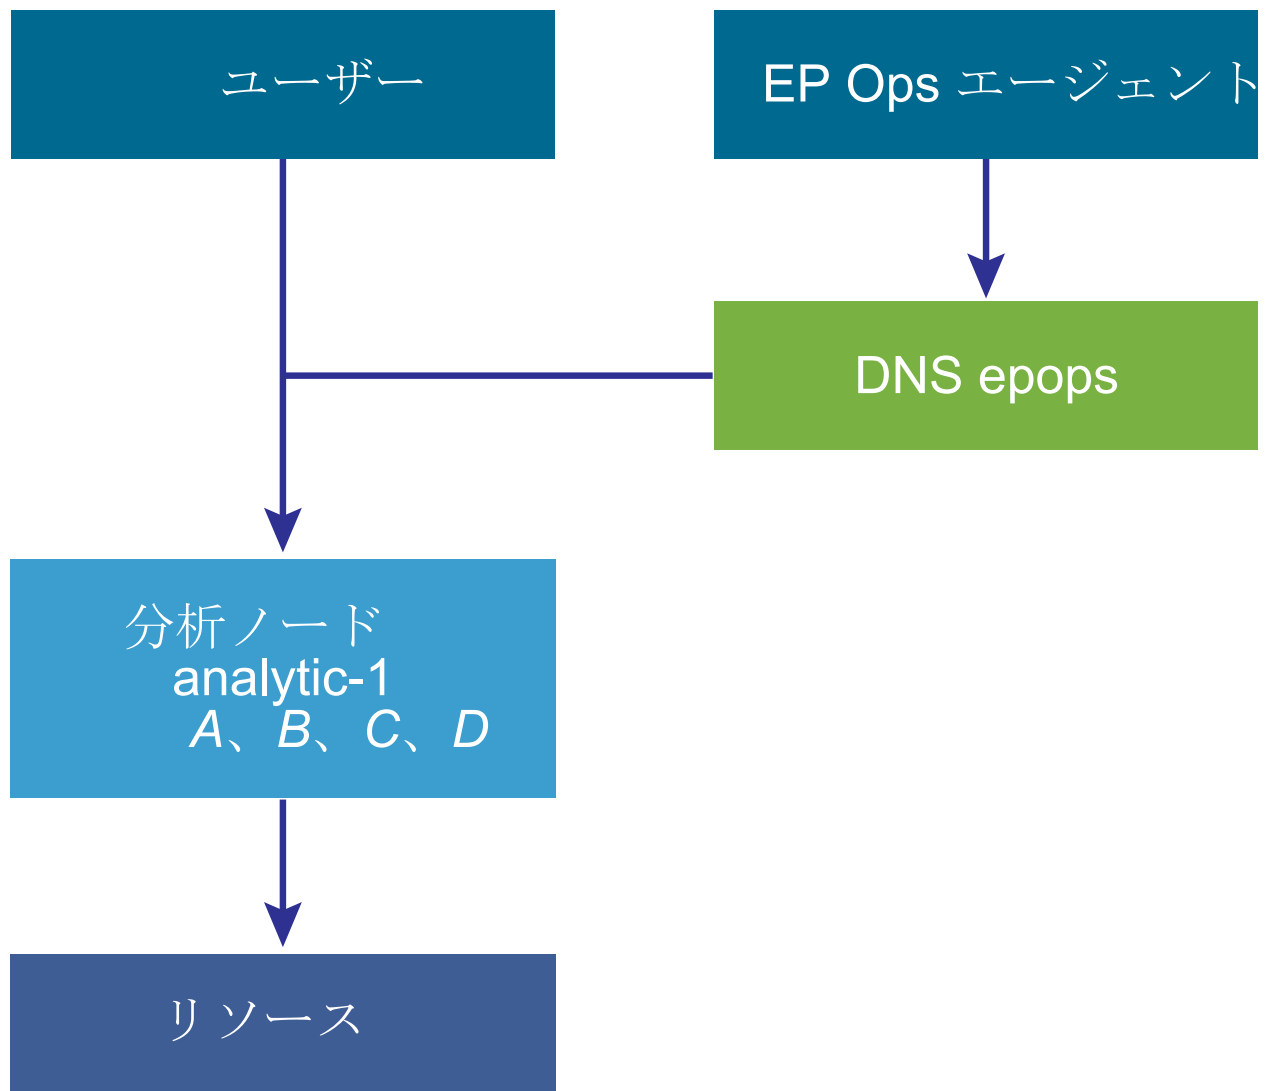 ユーザー
EP Ops エージェント
DNS epops
分析ノード
analytic-1
A、B、C、D
リソース